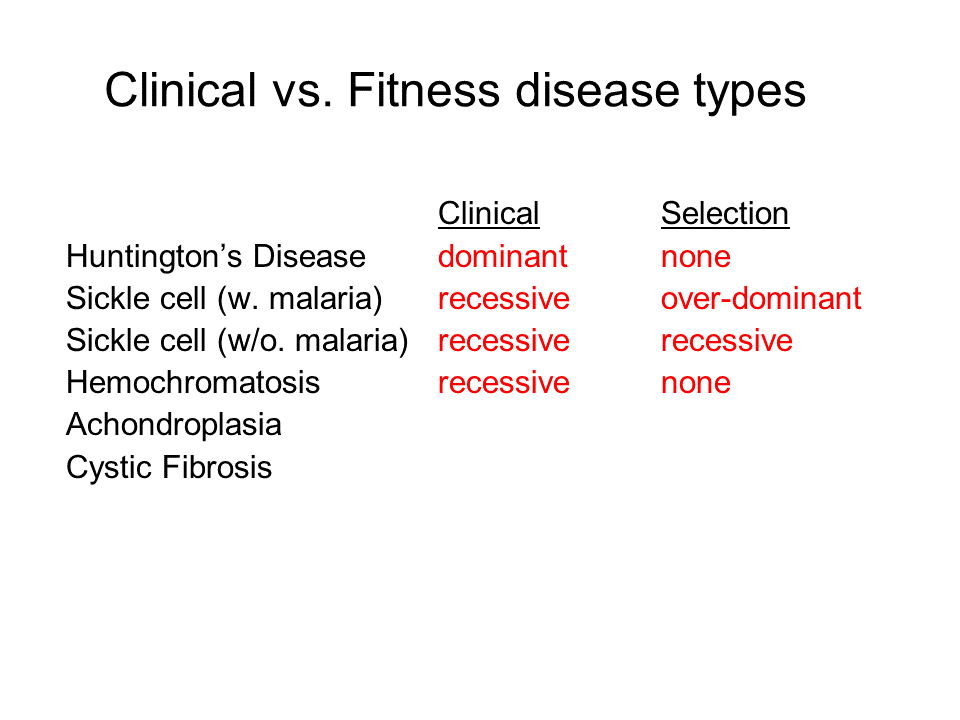 Clinical vs. Fitness disease types
Clinical Selection
Huntington’s Disease dominant none
Sickle cell (w. malaria) recessive over-dominant
Sickle cell (w/o. malaria) recessive recessive
Hemochromatosis recessive none
Achondroplasia
Cystic Fibrosis